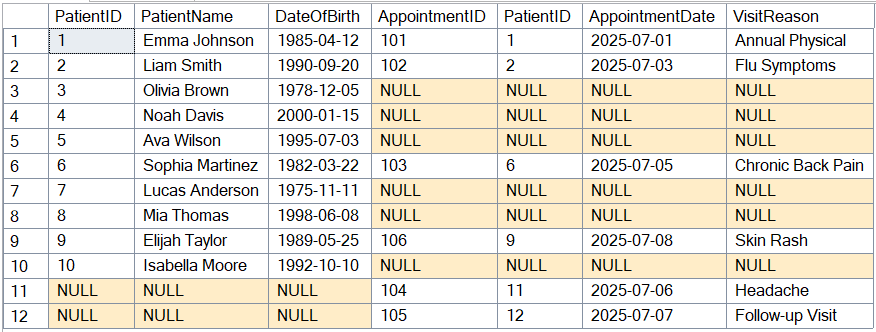 PatientID PatientName DateOfBirth AppointmentID PatientID AppointmentDate VisitReason
1 1 Emma Johnson 1985-04-12 101 1 2025-07-01 Annual Physical
2 2 Liam Smith 1990-09-20 102 2 2025-07-03 Flu Symptoms
3 3 Olivia Brown 1978-12-05 NULL NULL NULL NULL
4 4 Noah Davis 2000-01-15 NULL NULL NULL NULL
5 5 Ava Wilson 1995-07-03 NULL NULL NULL NULL
6 6 Sophia Martinez 1982-03-22 103 6 2025-07-05 Chronic Back Pain
7 7 Lucas Anderson 1975-11-11 NULL NULL NULL NULL
8 8 Mia Thomas 1998-06-08 NULL NULL NULL NULL
9 9 Elijah Taylor 1989-05-25 106 9 2025-07-08 Skin Rash
10 10 Isabella Moore 1992-10-10 NULL NULL NULL NULL
11 NULL NULL NULL 104 11 2025-07-06 Headache
12 NULL NULL NULL 105 12 2025-07-07 Follow-up Visit